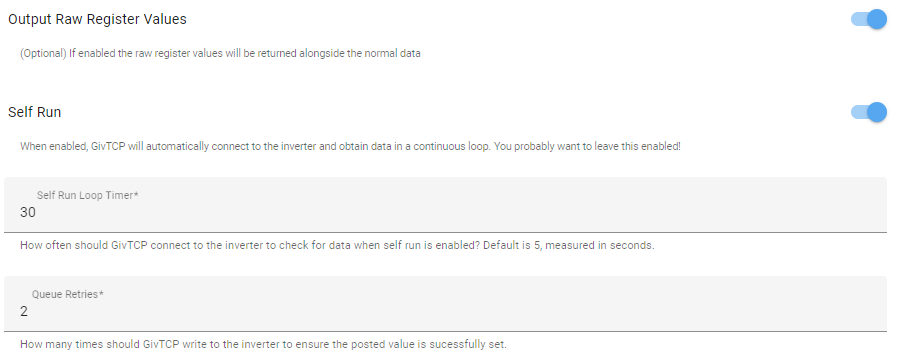 Output Raw Register Values
(Optional) If enabled the raw register values will be returned alongside the normal data
Self Run
When enabled, GivTCP will automatically connect to the inverter and obtain data in a continuous loop. You probably want to leave this enabled!
Self Run Loop Timer*
30
How often should GivTCP connect to the inverter to check for data when self run is enabled? Default is 5, measured in seconds.
Queue Retries*
2
How many times should GivTCP write to the inverter to ensure the posted value is sucessfully set.